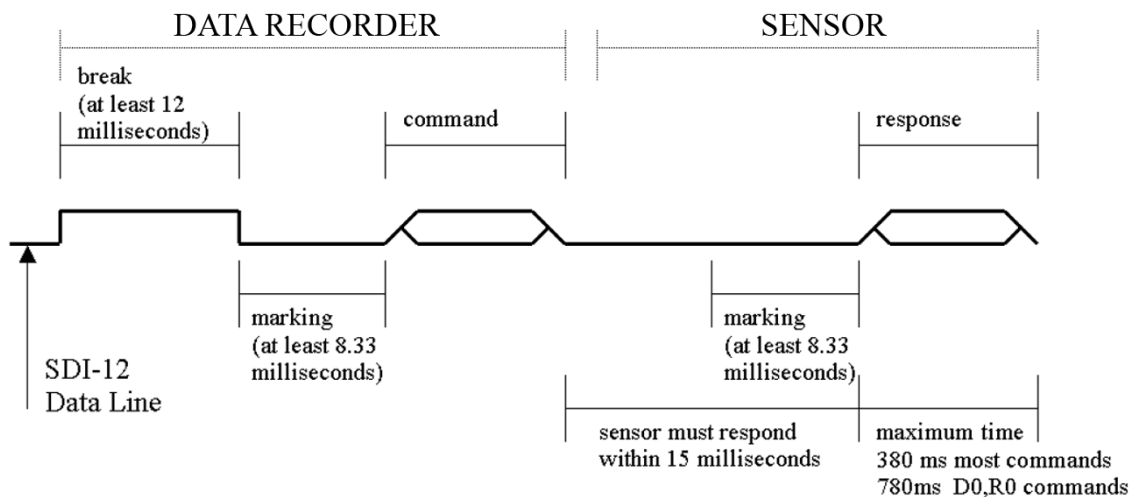 DATA RECORDER
SENSOR
break
(at least 12
milliseconds)
command
response
marking
(at least 8.33
milliseconds)
marking
(at least 8.33
milliseconds)
SDI-12
Data Line
sensor must respond
within 15 milliseconds
maximum time
380 ms most commands
780ms D0,R0 commands